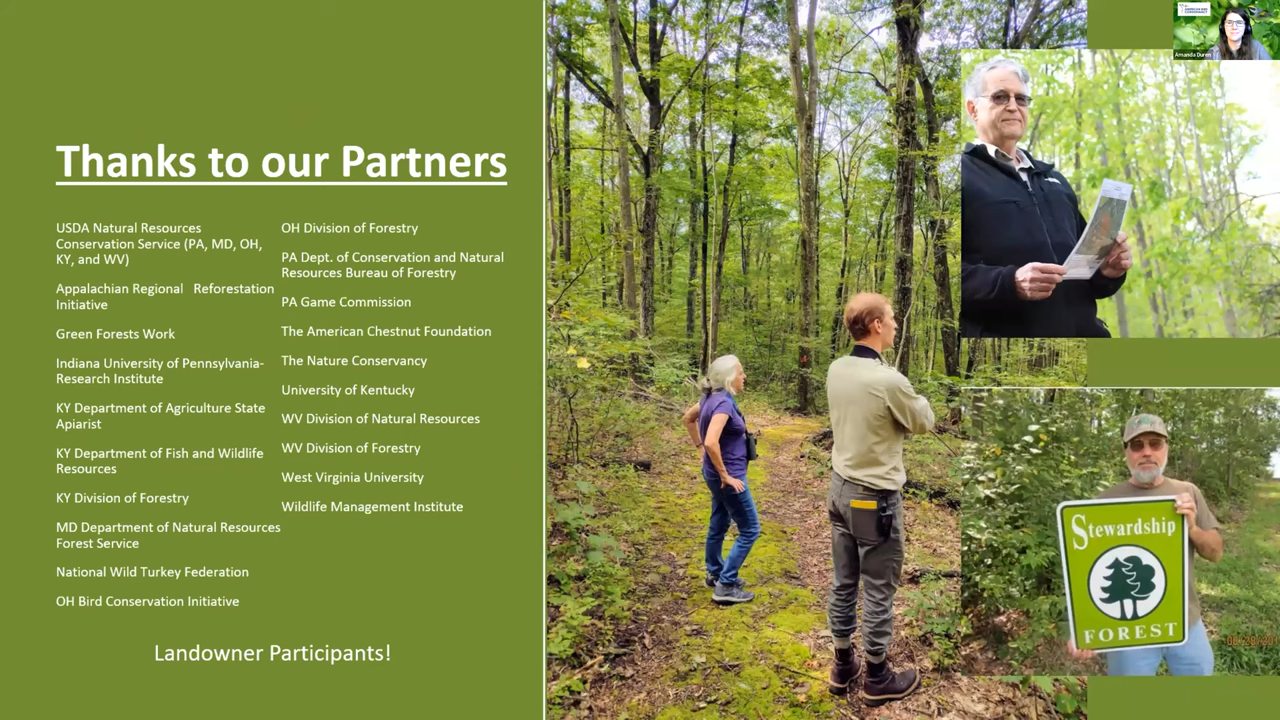 Thanks to our Partners
USDA Natural Resources
Conservation Service (PA, MD, OH,
KY, and WV)
Appalachian Regional Reforestation
Initiative
Green Forests Work
Indiana University of Pennsylvania-
Research Institute
KY Department of Agriculture State
Apiarist
KY Department of Fish and Wildlife
Resources
KY Division of Forestry
MD Department of Natural Resources
Forest Service
National Wild Turkey Federation
OH Bird Conservation Initiative
OH Division of Forestry
PA Dept. of Conservation and Natural
Resources Bureau of Forestry
PA Game Commission
The American Chestnut Foundation
The Nature Conservancy
University of Kentucky
WV Division of Natural Resources
WV Division of Forestry
West Virginia University
Wildlife Management Institute
Landowner Participants!
Amanda Duren
Stewardship
FOREST